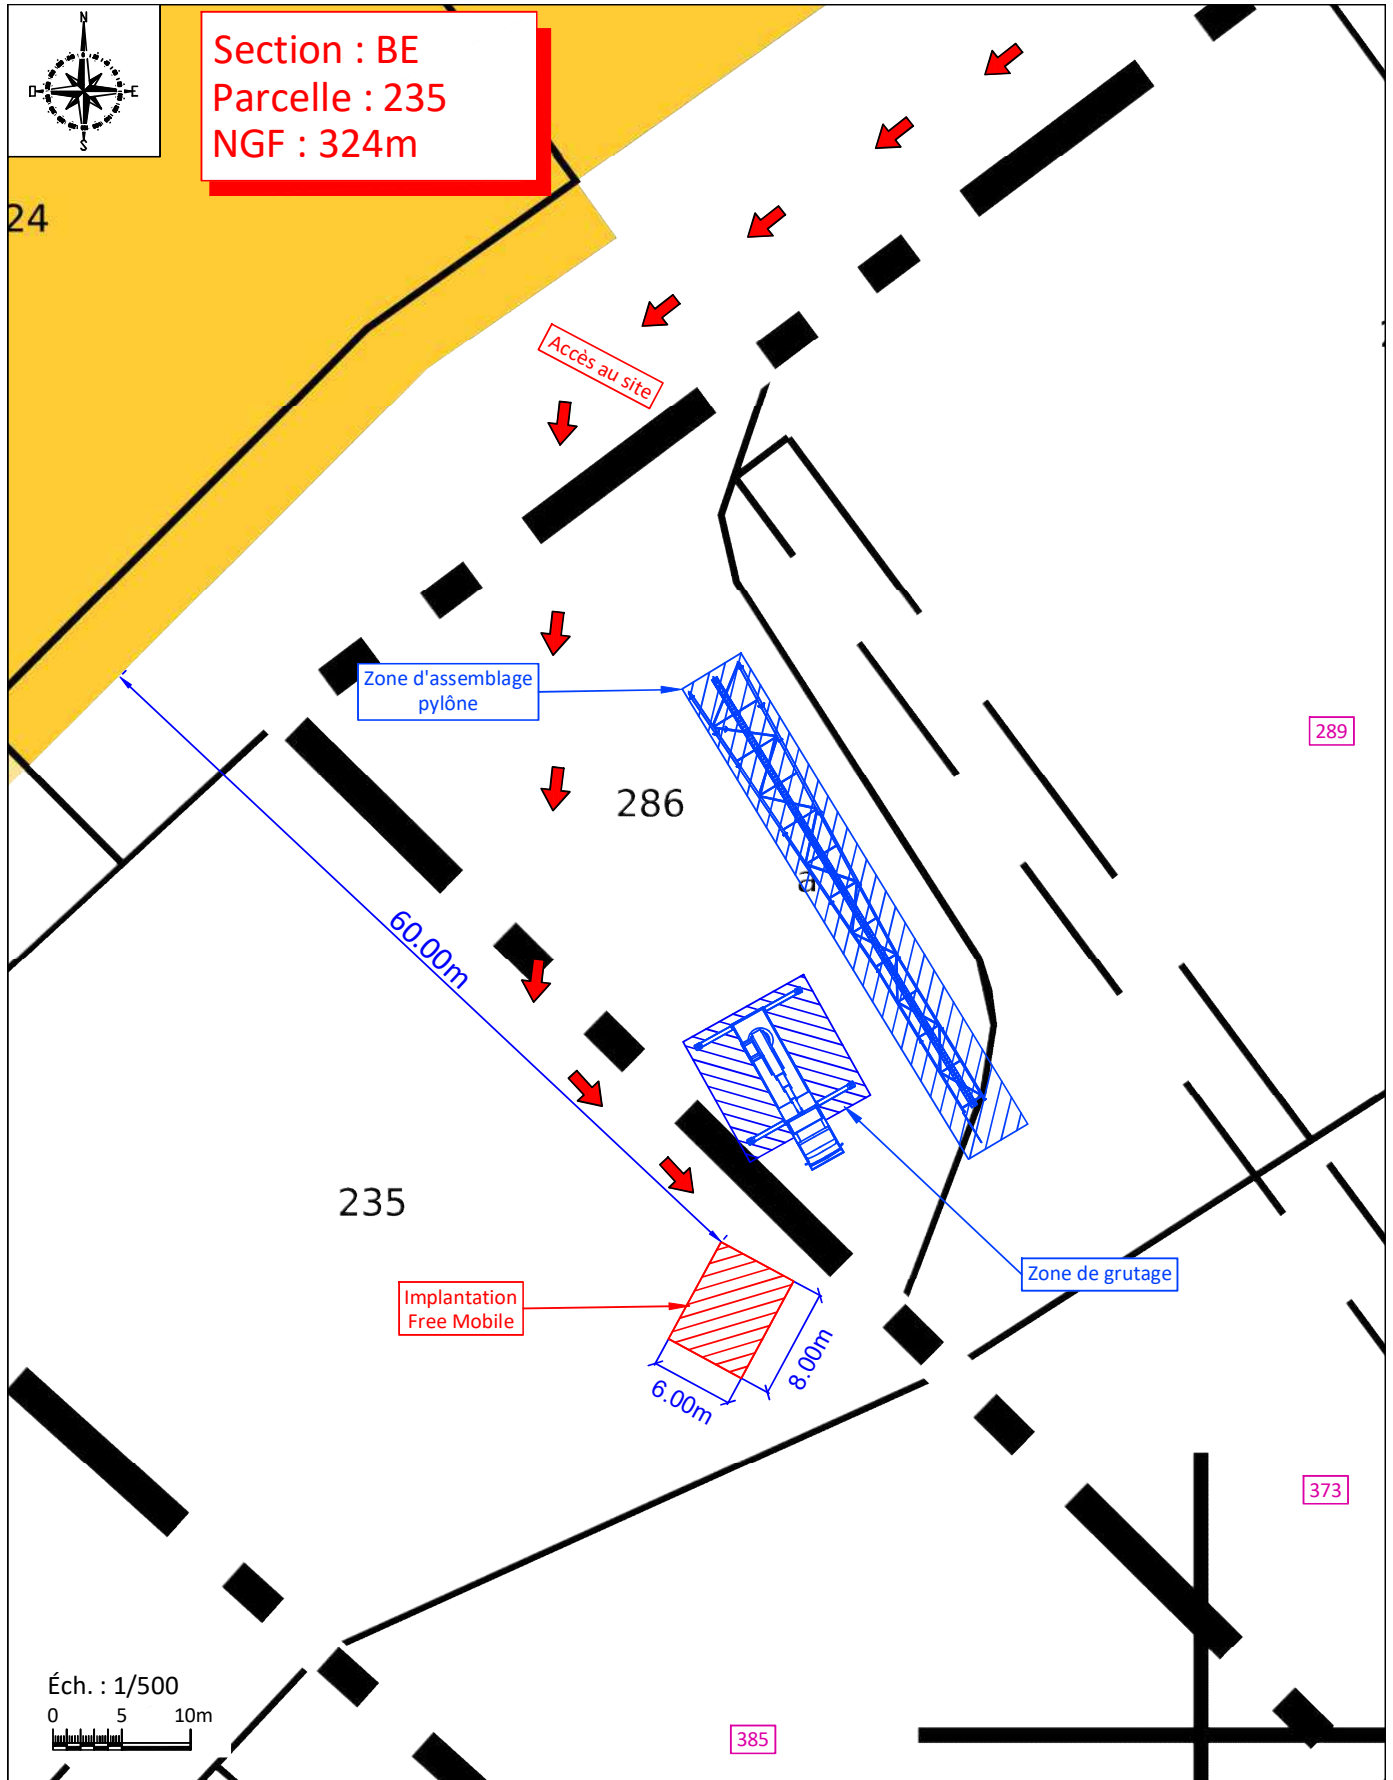 N
O
E
S
Section : BE
Parcelle : 235
NGF : 324m
24
Accès au site
Zone d'assemblage
pylône
289
286
a
60.00m
235
Zone de grutage
Implantation
Free Mobile
8.00m
6.00m
373
Éch. : 1/500
0 5 10m
385